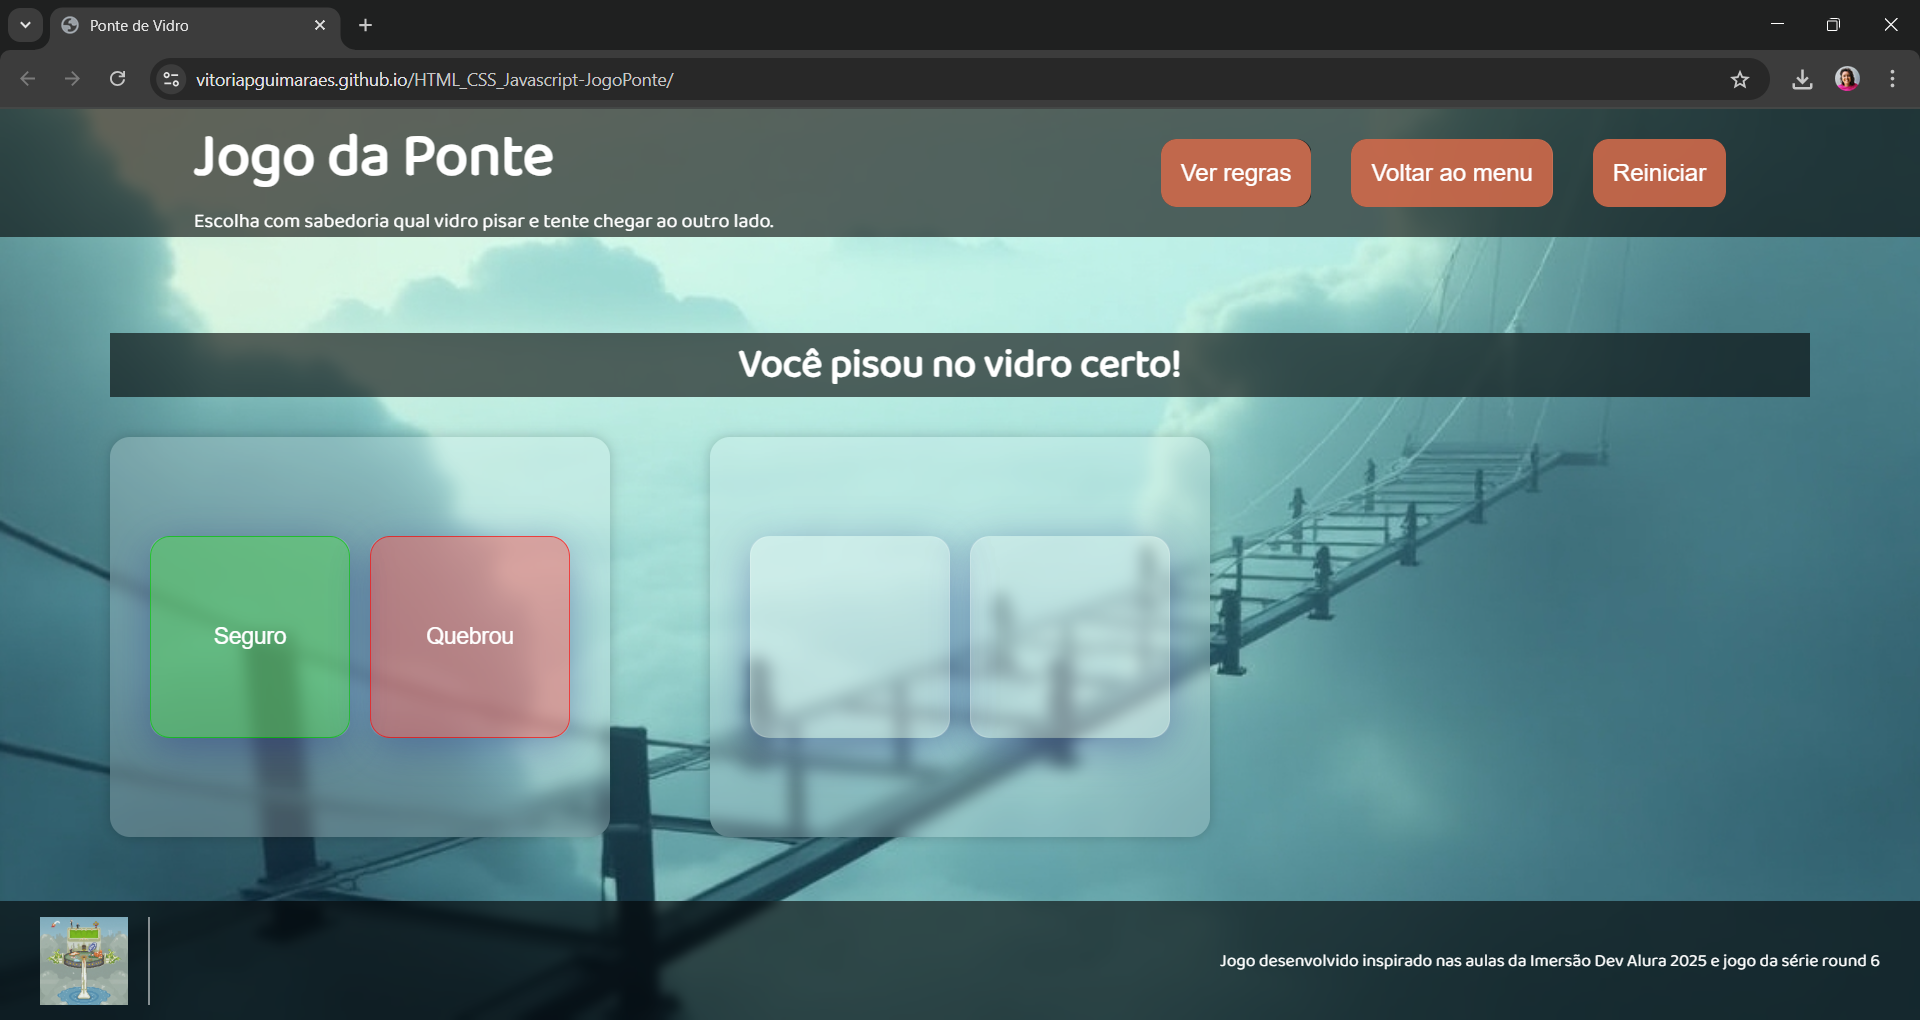 Ponte de Vidro
vitoriapguimaraes.github.io/HTML_CSS_Javascript-JogoPonte/
Jogo da Ponte
Escolha com sabedoria qual vidro pisar e tente chegar ao outro lado.
Ver regras
Voltar ao menu
Reiniciar
Você pisou no vidro certo!
Seguro
Quebrou
Jogo desenvolvido inspirado nas aulas da Imersão Dev Alura 2025 e jogo da série round 6